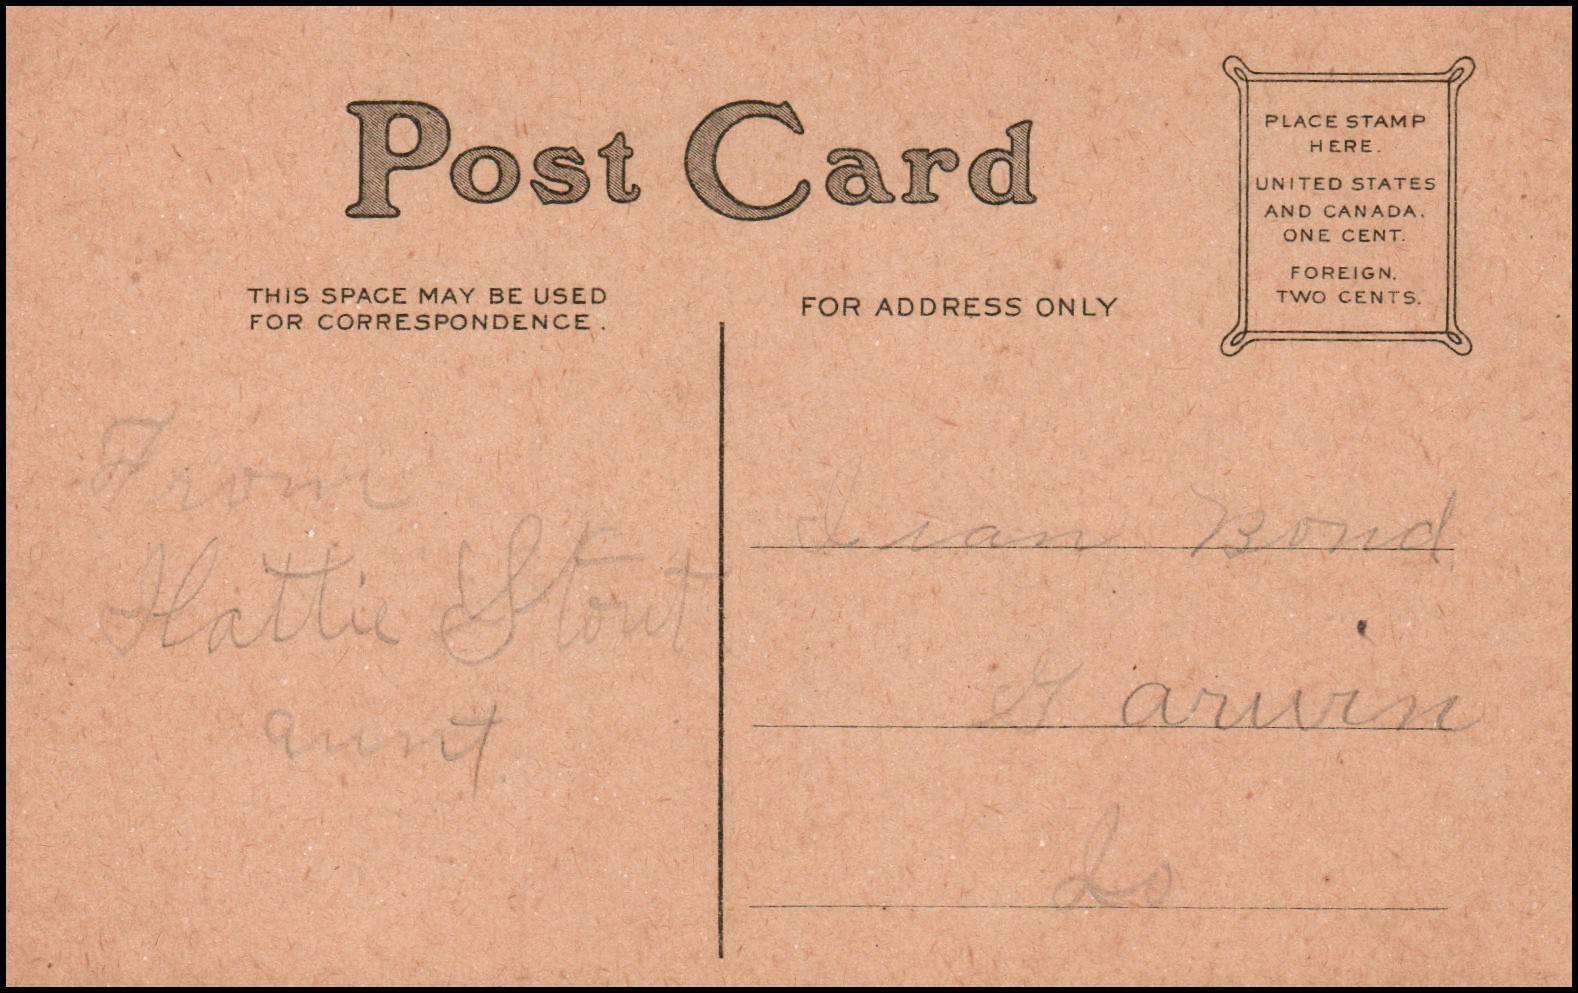 Post Card
PLACE STAMP
HERE.
UNITED STATES
AND CANADA.
ONE CENT.
FOREIGN.
TWO CENTS.
THIS SPACE MAY BE USED
FOR CORRESPONDENCE.
FOR ADDRESS ONLY
From
Hattie Stout
aunt.
Bond
Garwin
Io